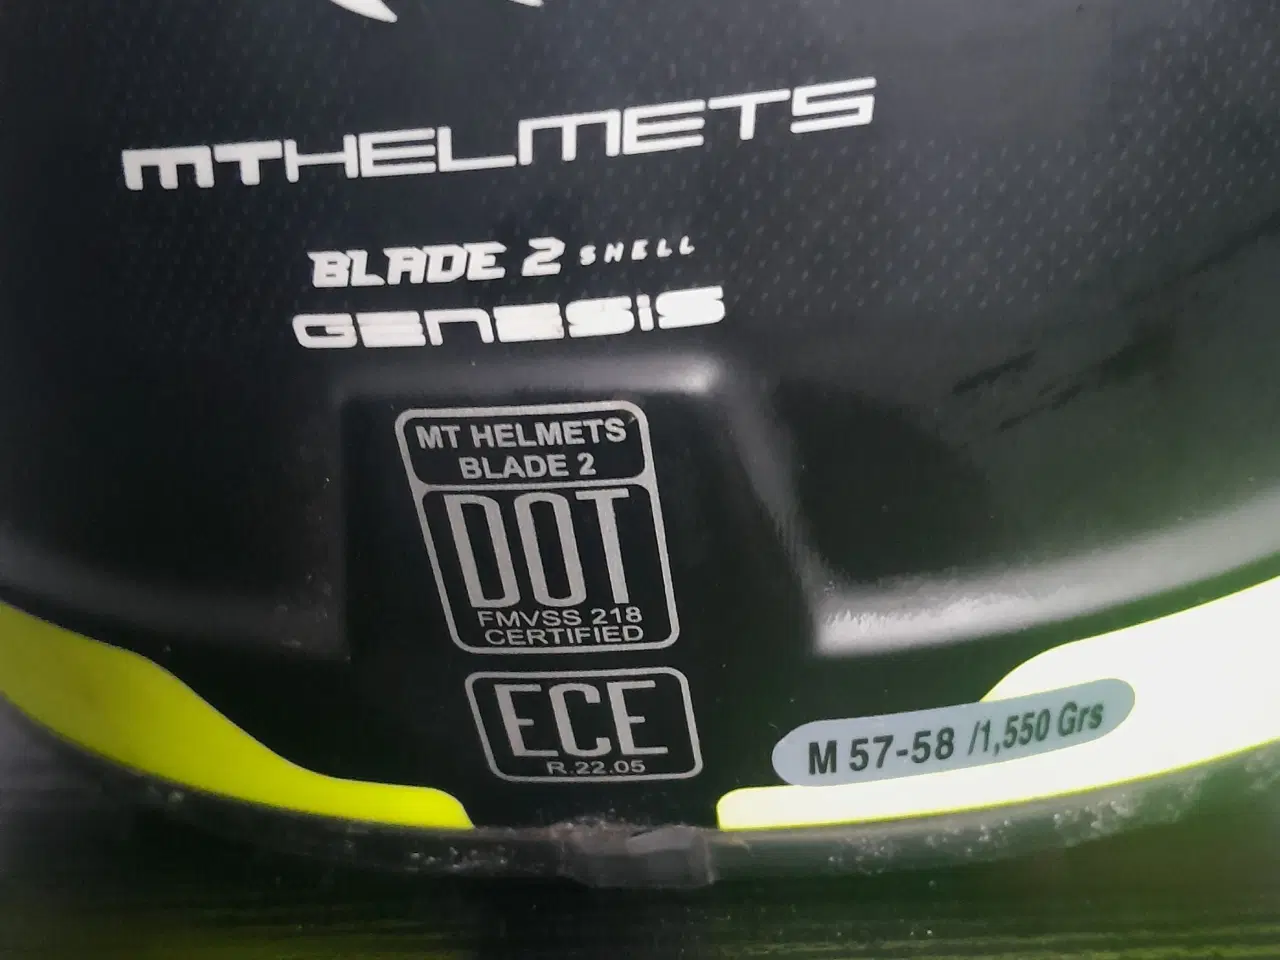 MTHELMETS
BLADE 2 SHELL
GENESIS
MT HELMETS
BLADE 2
DOT
FMVSS 218
CERTIFIED
ECE
R.22.05
M 57-58 /1,550 Grs